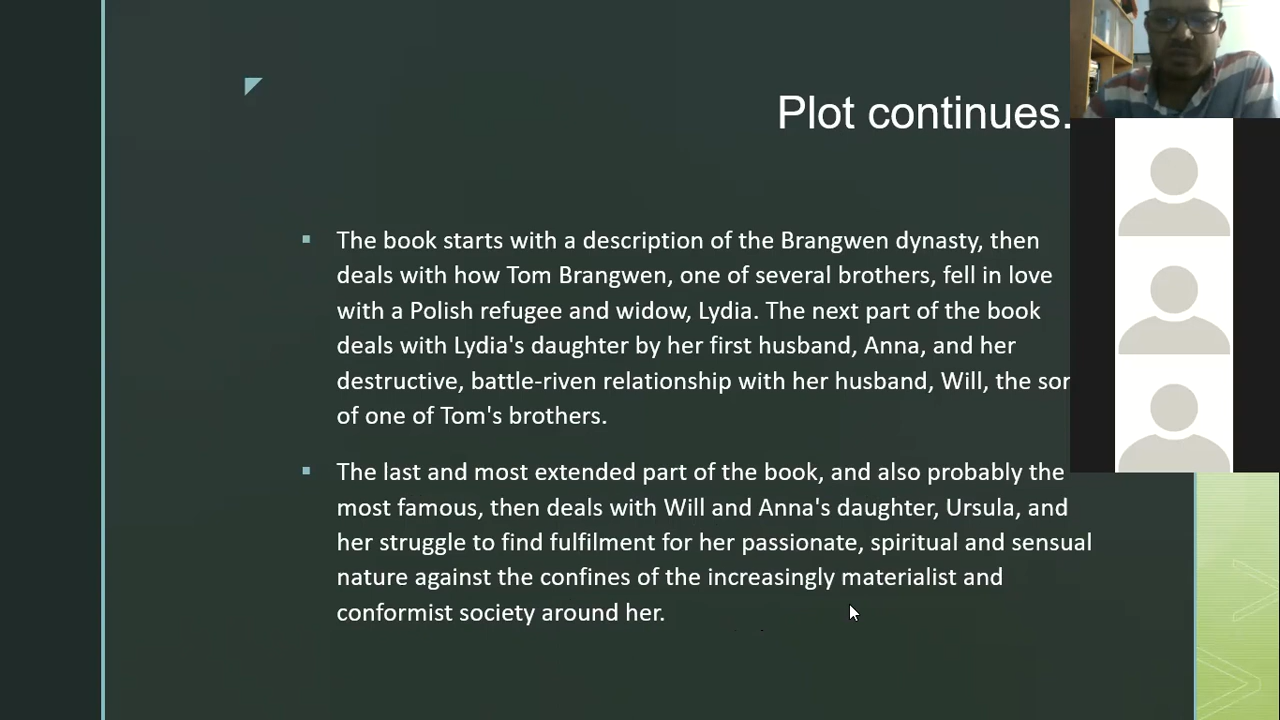 Plot continues.
The book starts with a description of the Brangwen dynasty, then
deals with how Tom Brangwen, one of several brothers, fell in love
with a Polish refugee and widow, Lydia. The next part of the book
deals with Lydia's daughter by her first husband, Anna, and her
destructive, battle-riven relationship with her husband, Will, the son
of one of Tom's brothers.
The last and most extended part of the book, and also probably the
most famous, then deals with Will and Anna's daughter, Ursula, and
her struggle to find fulfilment for her passionate, spiritual and sensual
nature against the confines of the increasingly materialist and
conformist society around her.